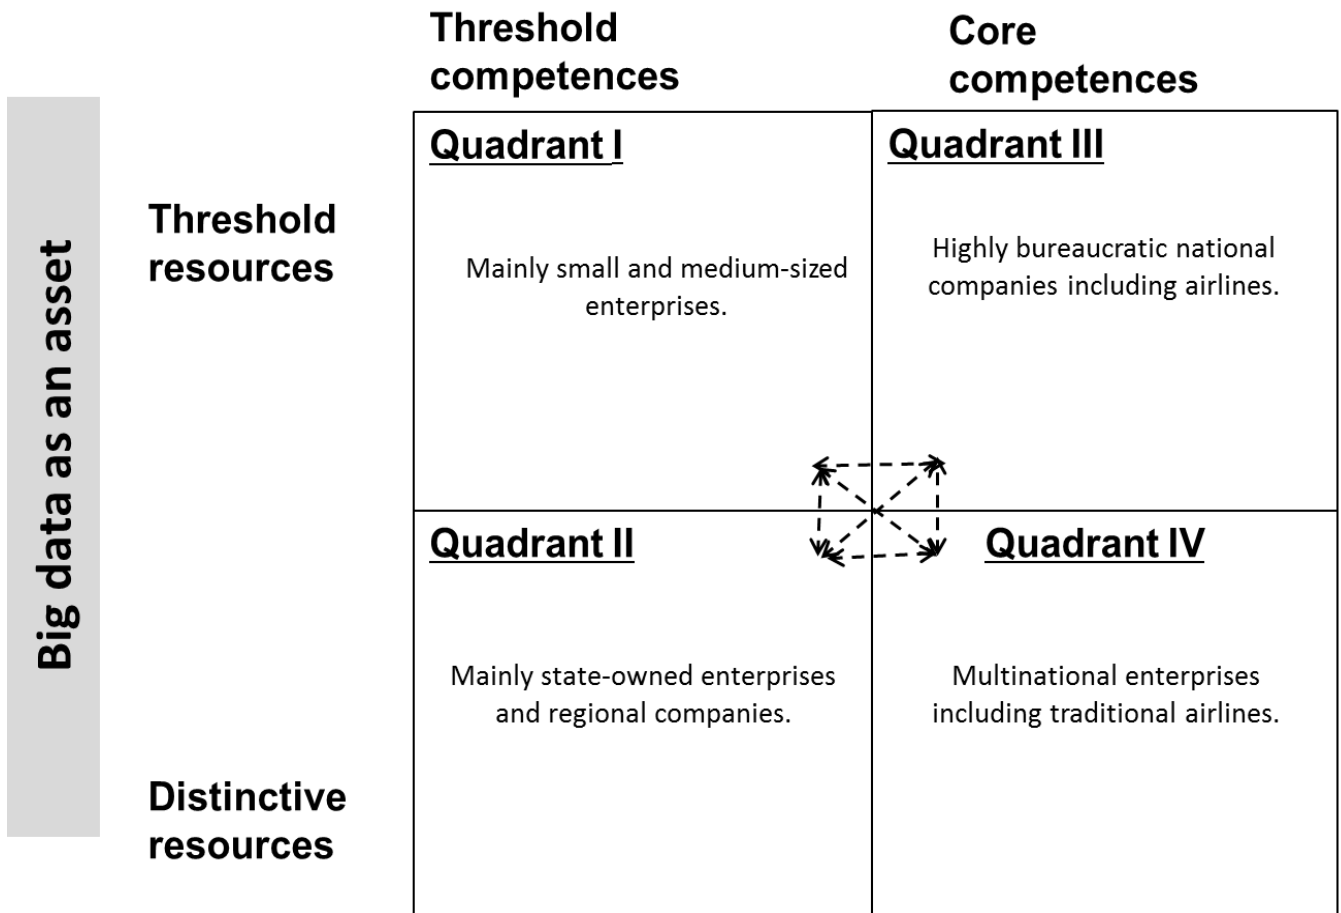 Threshold
competences
Core
competences
Big data as an asset
Threshold
resources
Quadrant I
Mainly small and medium-sized
enterprises.
Quadrant III
Highly bureaucratic national
companies including airlines.
Distinctive
resources
Quadrant II
Mainly state-owned enterprises
and regional companies.
Quadrant IV
Multinational enterprises
including traditional airlines.